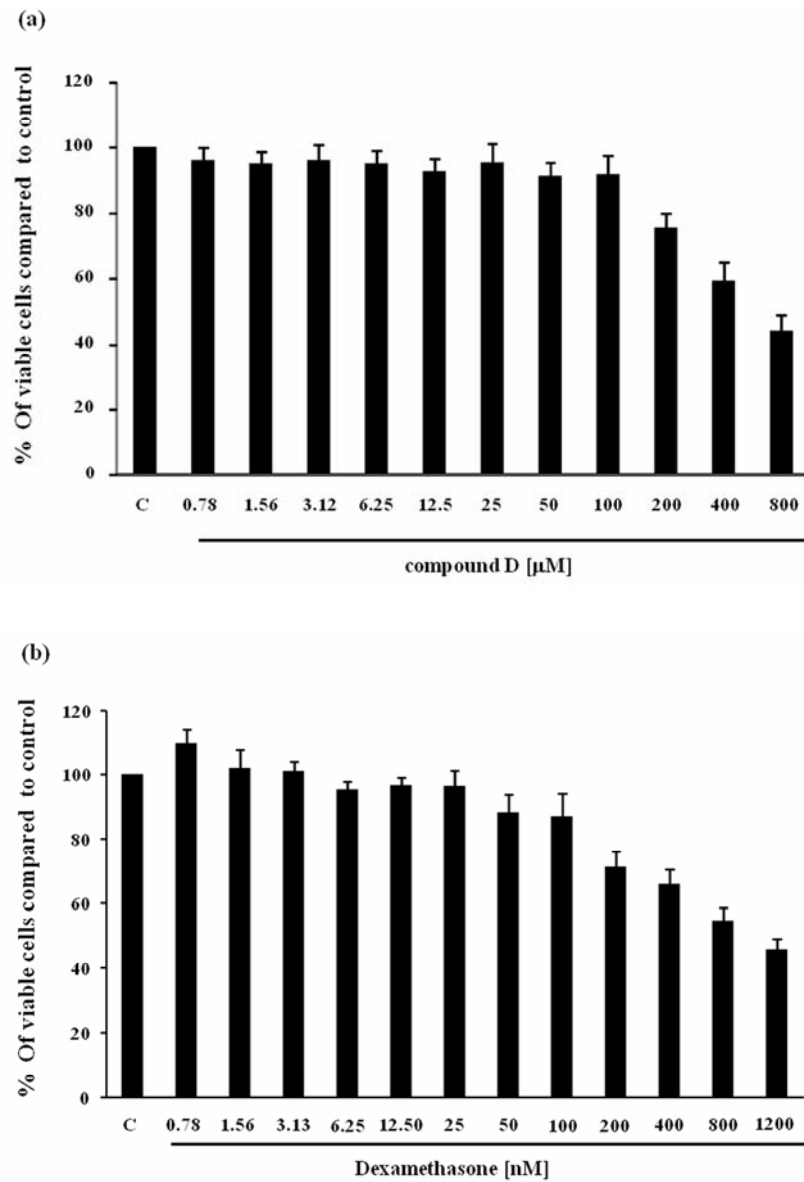 (a)
% Of viable cells compared to control
120
100
80
60
40
20
0
C 0.78 1.56 3.12 6.25 12.5 25 50 100 200 400 800
compound D [µM]
(b)
% Of viable cells compared to control
120
100
80
60
40
20
0
C 0.78 1.56 3.13 6.25 12.50 25 50 100 200 400 800 1200
Dexamethasone [nM]